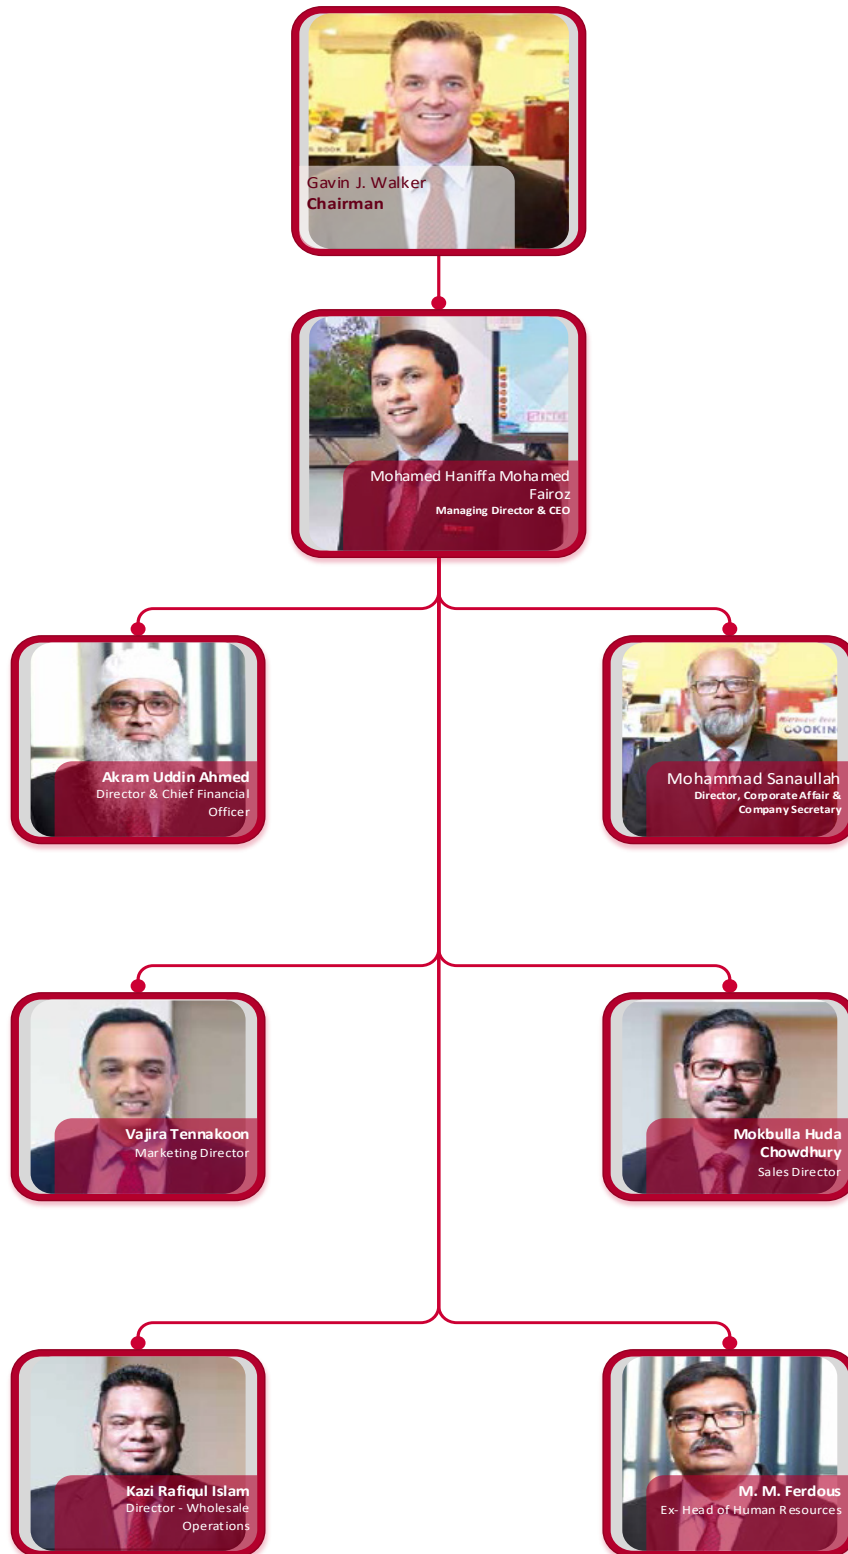 Gavin J. Walker
Chairman
Mohamed Haniffa Mohamed
Fairoz
Managing Director & CEO
Akram Uddin Ahmed
Director & Chief Financial
Officer
COOKIN
Mohammad Sanaullah
Director, Corporate Affair &
Company Secretary
Vajira Tennakoon
Marketing Director
Mokbulla Huda
Chowdhury
Sales Director
Kazi Rafiqul Islam
Director - Wholesale
Operations
M. M. Ferdous
Ex- Head of Human Resources